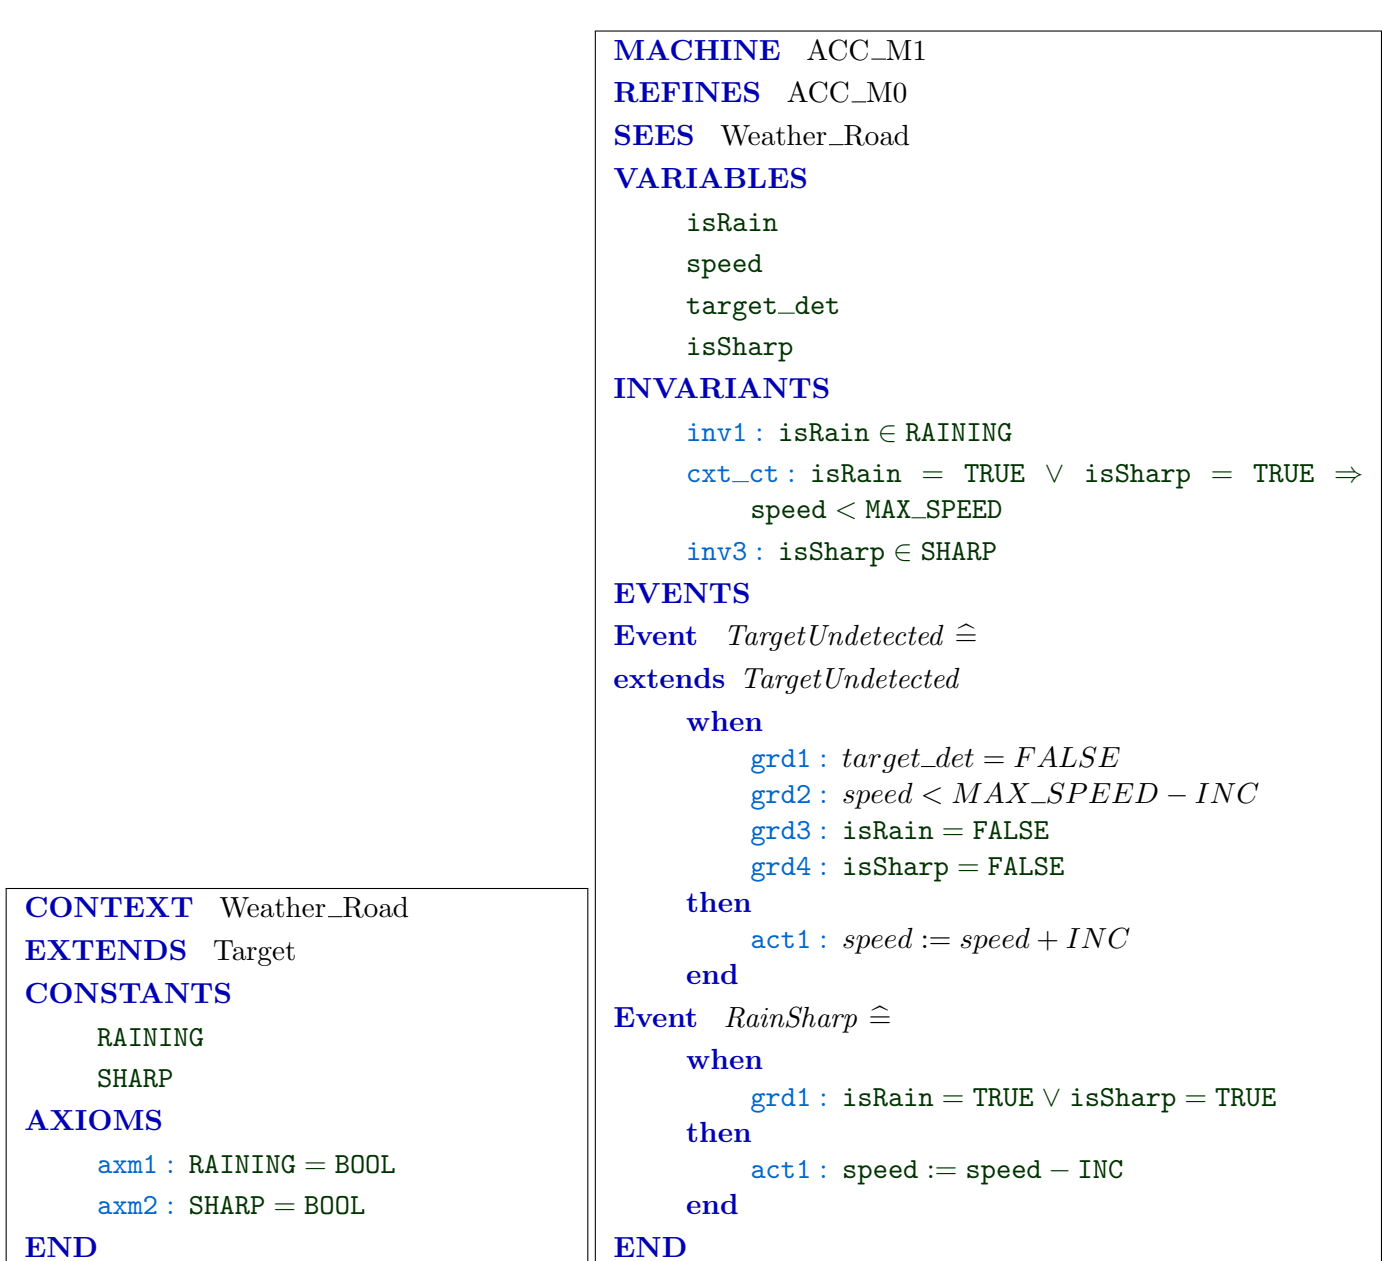 CONTEXT Weather_Road
EXTENDS Target
CONSTANTS
RAINING
SHARP
AXIOMS
axm1 : RAINING = BOOL
axm2 : SHARP = BOOL
END
MACHINE ACC_M1
REFINES ACC_M0
SEES Weather_Road
VARIABLES
isRain
speed
target_det
isSharp
INVARIANTS
inv1 : isRain ∈ RAINING
cxt_ct : isRain = TRUE ∨ isSharp = TRUE ⇒
speed < MAX_SPEED
inv3 : isSharp ∈ SHARP
EVENTS
Event TargetUndetected ≙
extends TargetUndetected
when
grd1 : target_det = FALSE
grd2 : speed < MAX_SPEED − INC
grd3 : isRain = FALSE
grd4 : isSharp = FALSE
then
act1 : speed := speed + INC
end
Event RainSharp ≙
when
grd1 : isRain = TRUE ∨ isSharp = TRUE
then
act1 : speed := speed − INC
end
END